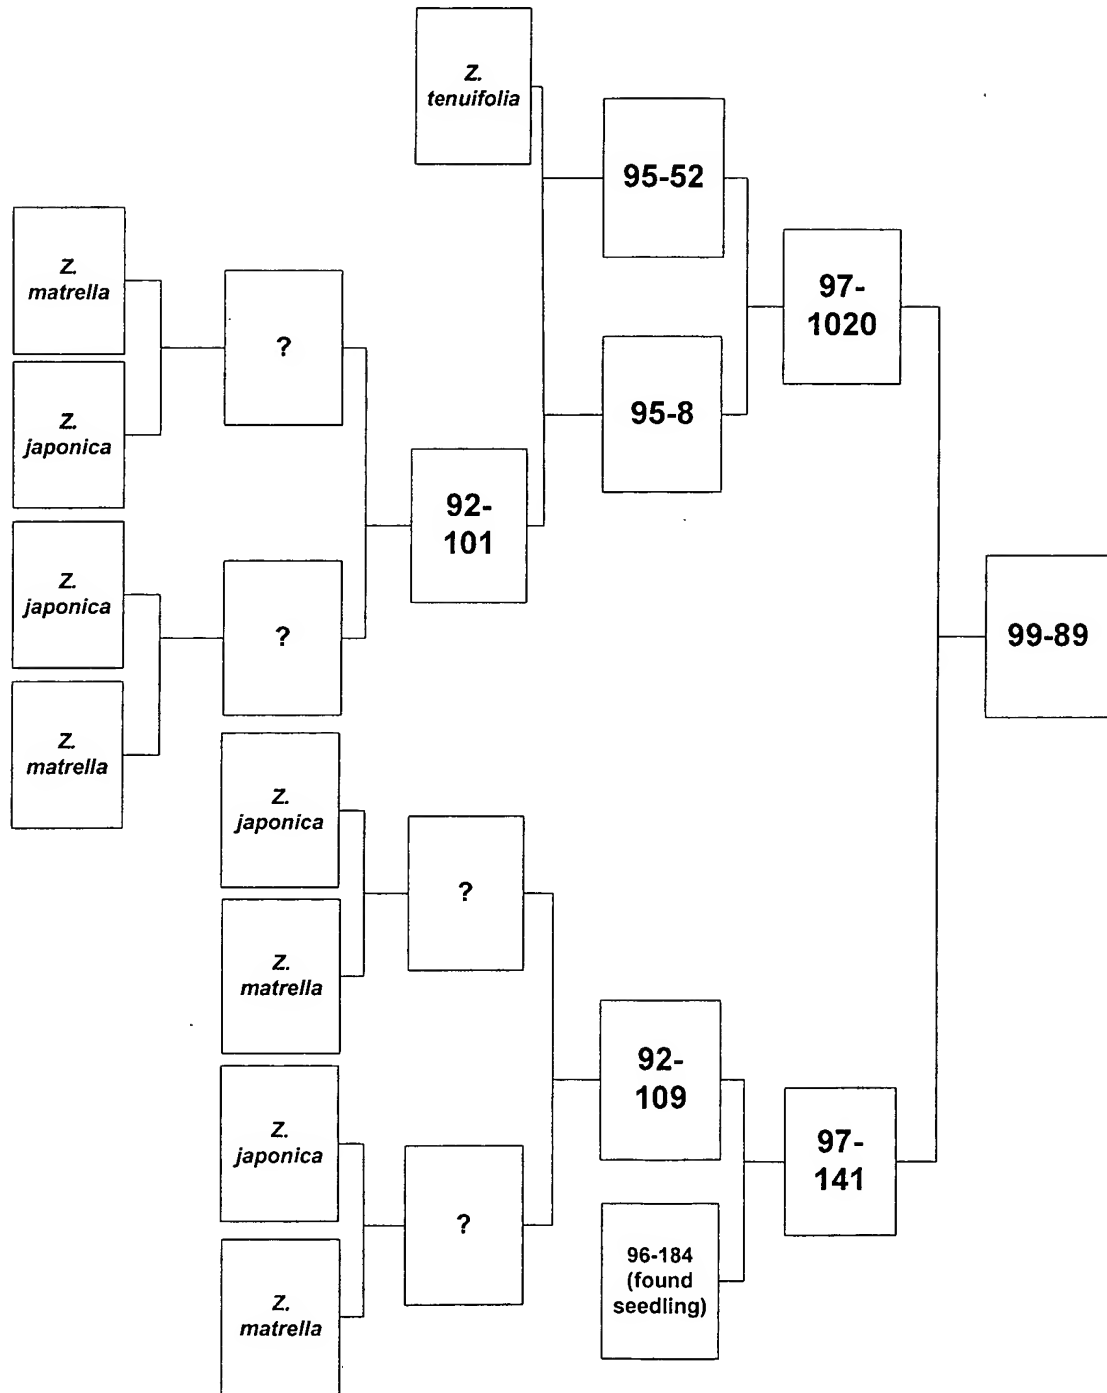 Z.
tenuifolia
95-52
Z.
matrella
97-
1020
?
Z.
japonica
95-8
92-
101
Z.
japonica
?
99-89
Z.
matrella
Z.
japonica
?
Z.
matrella
92-
109
Z.
japonica
97-
141
?
96-184
(found
seedling)
Z.
matrella